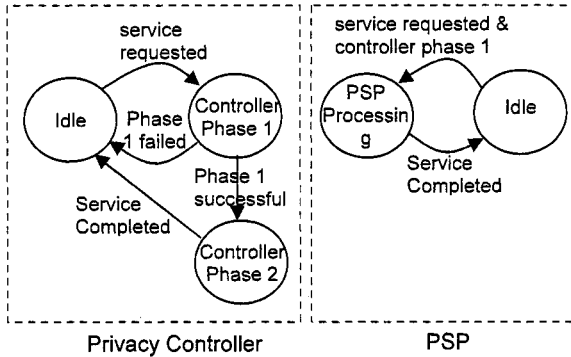 service
requested
Idle
Controller
Phase 1
Phase
1 failed
Phase 1
successful
Service
Completed
Controller
Phase 2
Privacy Controller
service requested &
controller phase 1
PSP
Processin
g
Idle
Service
Completed
PSP